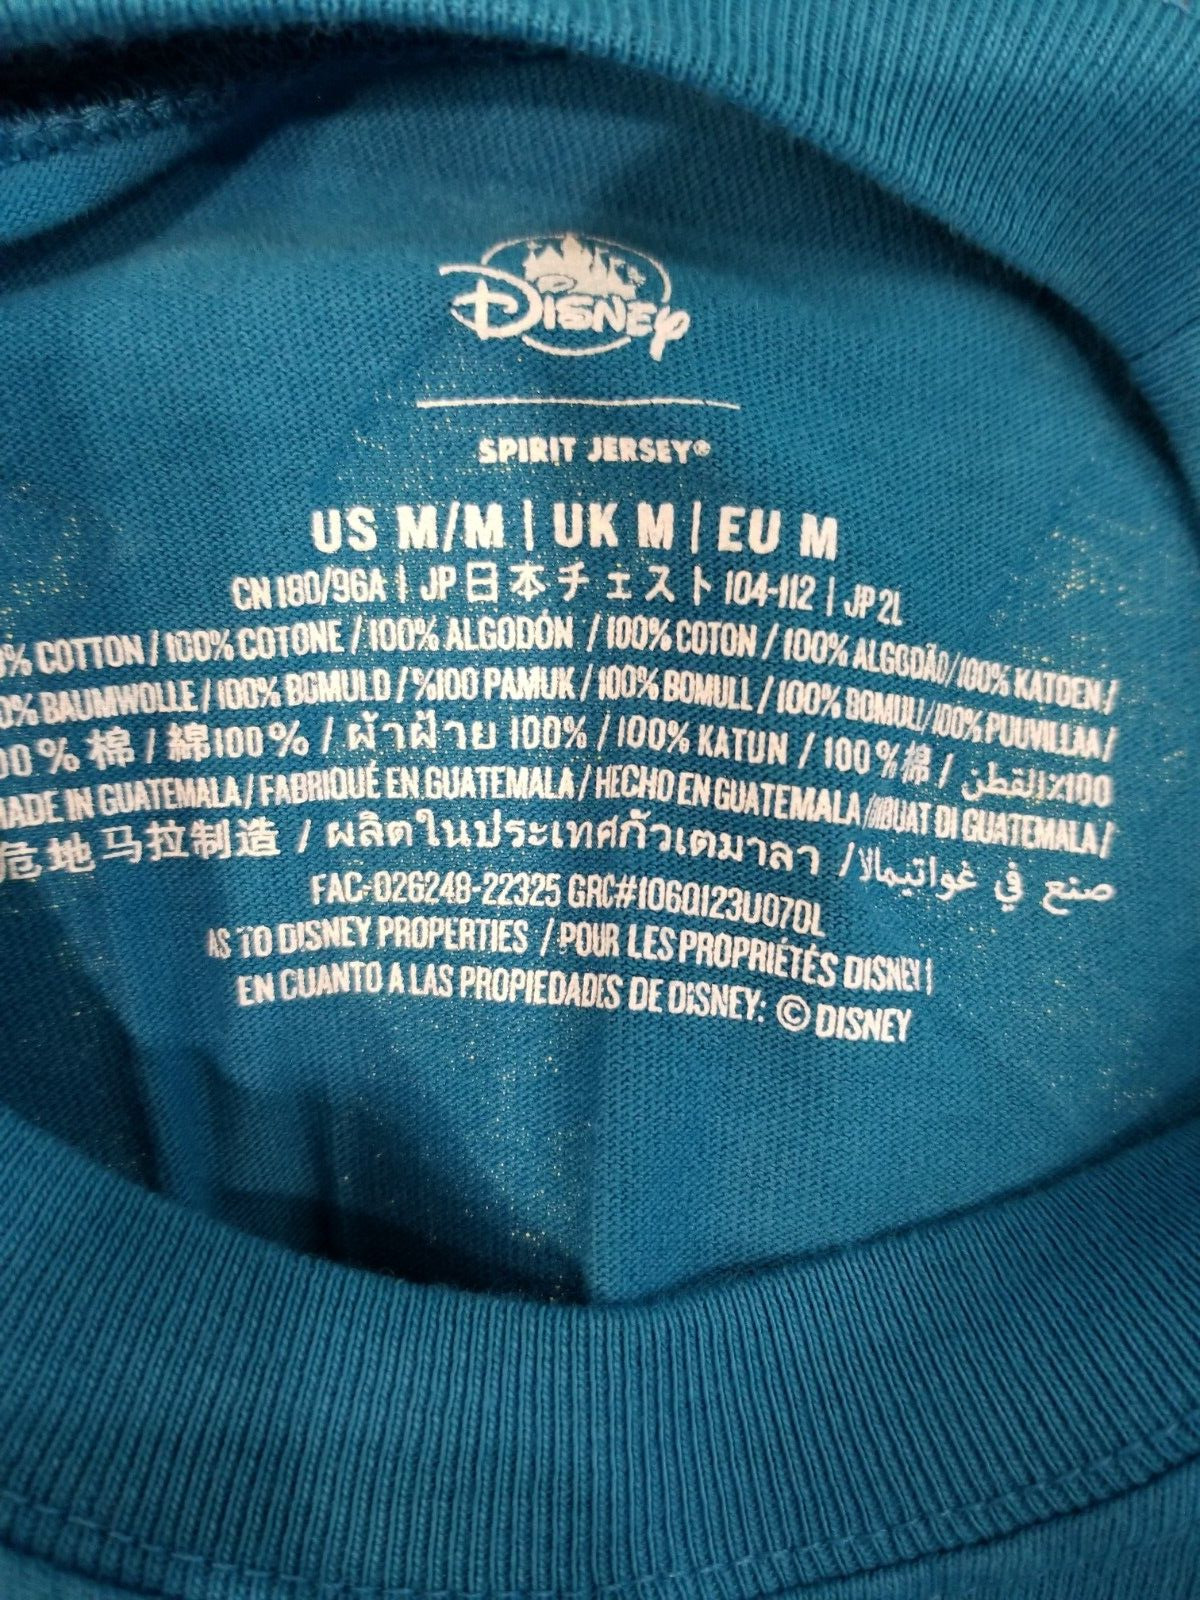 Disney
SPIRIT JERSEY®
US M/M | UK M | EU M
CN 180/96A | JP 日本チェスト 104-112 | JP 2L
% COTTON / 100% COTONE / 100% ALGODÓN / 100% COTON / 100% ALGODÃO / 100% KATOEN /
0% BAUMWOLLE / 100% BOMULD / %100 PAMUK / 100% BOMULL / 100% BOMULL / 100% PUUVILLAA /
00% 棉 / 綿100% / ผ้าฝ้าย 100% / 100% KATUN / 100%棉 / 100٪القطن
MADE IN GUATEMALA / FABRIQUÉ EN GUATEMALA / HECHO EN GUATEMALA / DIBUAT DI GUATEMALA /
危地马拉制造 / ผลิตในประเทศกัวเตมาลา / صنع في غواتيمالا
FAC-026248-22325 GRC#1060123U070L
AS TO DISNEY PROPERTIES / POUR LES PROPRIÉTÉS DISNEY |
EN CUANTO A LAS PROPIEDADES DE DISNEY: © DISNEY